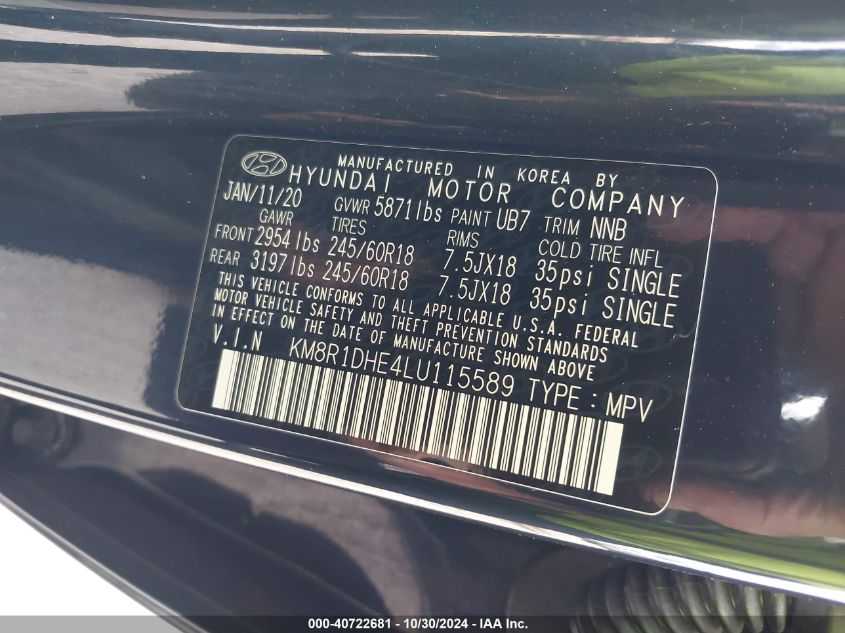 MANUFACTURED IN KOREA BY
HYUNDAI MOTOR COMPANY
JAN/11/20 GVWR 5871lbs PAINT UB7 TRIM NNB
GAWR TIRES RIMS COLD TIRE INFL
FRONT 2954lbs 245/60R18 7.5JX18 35psi SINGLE
REAR 3197lbs 245/60R18 7.5JX18 35psi SINGLE
THIS VEHICLE CONFORMS TO ALL APPLICABLE U.S.A. FEDERAL
MOTOR VEHICLE SAFETY AND THEFT PREVENTION STANDARDS
IN EFFECT ON THE DATE OF MANUFACTURE SHOWN ABOVE
V.I.N KM8R1DHE4LU115589 TYPE : MPV
000-40722681 - 10/30/2024 - IAA Inc.